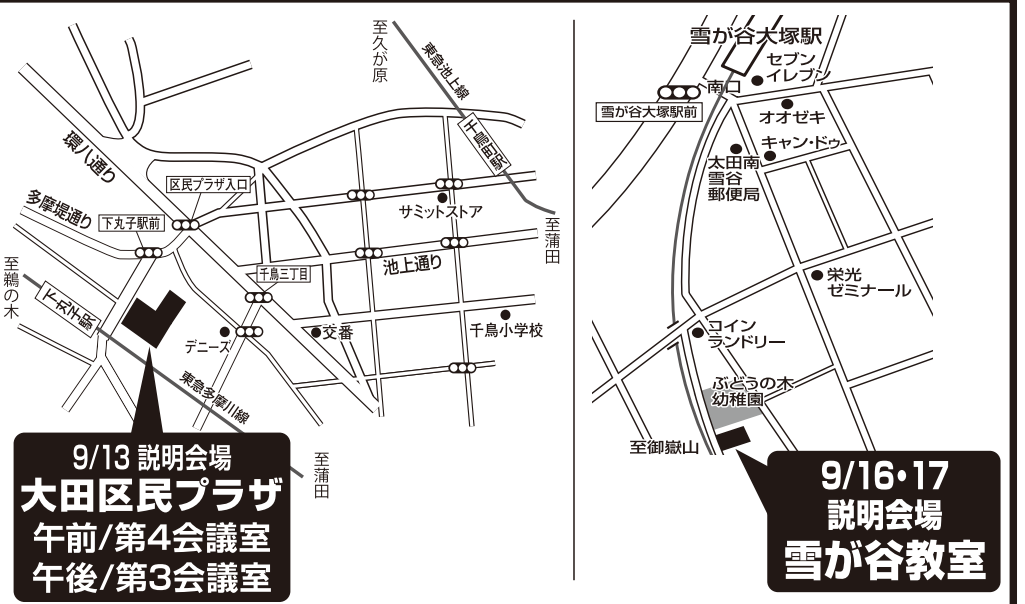 至久が原
東急池上線
千鳥町駅
環八通り
区民プラザ入口
多摩堤通り
下丸子駅前
サミットストア
至蒲田
池上通り
千鳥三丁目
至鵜の木
下丸子駅
デニーズ
交番
千鳥小学校
東急多摩川線
至蒲田
9/13 説明会場
大田区民プラザ
午前/第4会議室
午後/第3会議室
雪が谷大塚駅
セブン
イレブン
南口
雪が谷大塚駅前
オオゼキ
キャン・ドゥ
太田南
雪谷
郵便局
栄光
ゼミナール
コイン
ランドリー
ぶどうの木
幼稚園
至御嶽山
9/16・17
説明会場
雪が谷教室